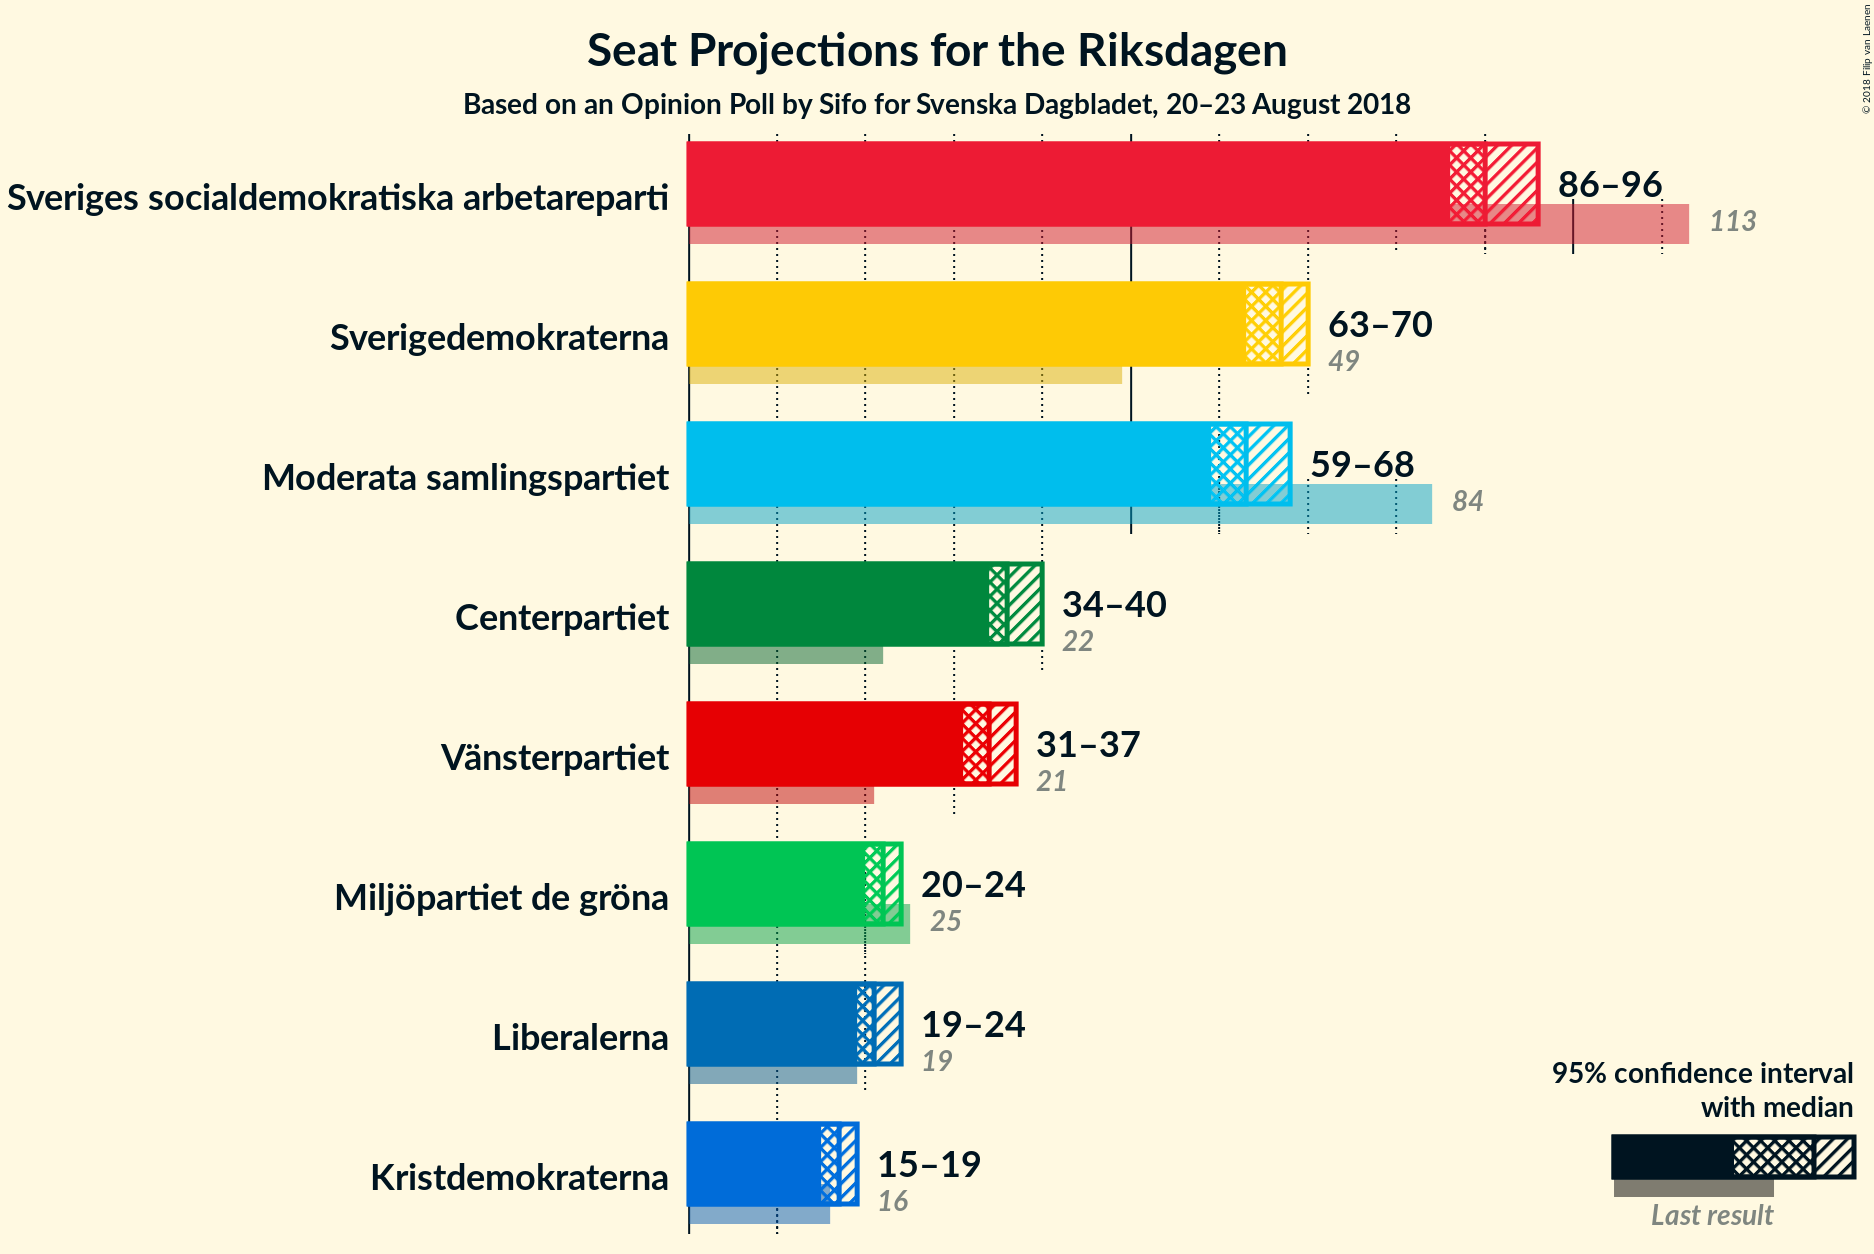 Seat Projections for the Riksdagen
Based on an Opinion Poll by Sifo for Svenska Dagbladet, 20–23 August 2018
© 2018 Filip van Laenen
Sveriges socialdemokratiska arbetareparti
86–96
113
Sverigedemokraterna
63–70
49
Moderata samlingspartiet
59–68
84
Centerpartiet
34–40
22
Vänsterpartiet
31–37
21
Miljöpartiet de gröna
20–24
25
Liberalerna
19–24
19
Kristdemokraterna
15–19
16
95% confidence interval
with median
Last result